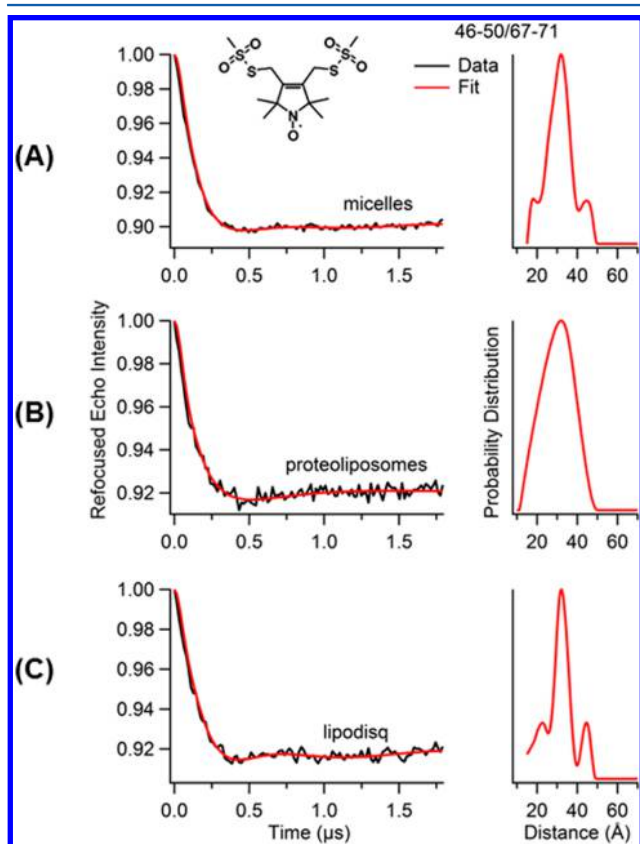 46-50/67-71
O O
S
O O
S
S S
N
O·
Data
Fit
(A)
1.00
0.98
0.96
0.94
0.92
0.90
micelles
0.0 0.5 1.0 1.5
20 40 60
(B)
Refocused Echo Intensity
1.00
0.98
0.96
0.94
0.92
proteoliposomes
0.0 0.5 1.0 1.5
Probability Distribution
20 40 60
(C)
1.00
0.98
0.96
0.94
0.92
lipodisq
0.0 0.5 1.0 1.5
Time (µs)
20 40 60
Distance (Å)